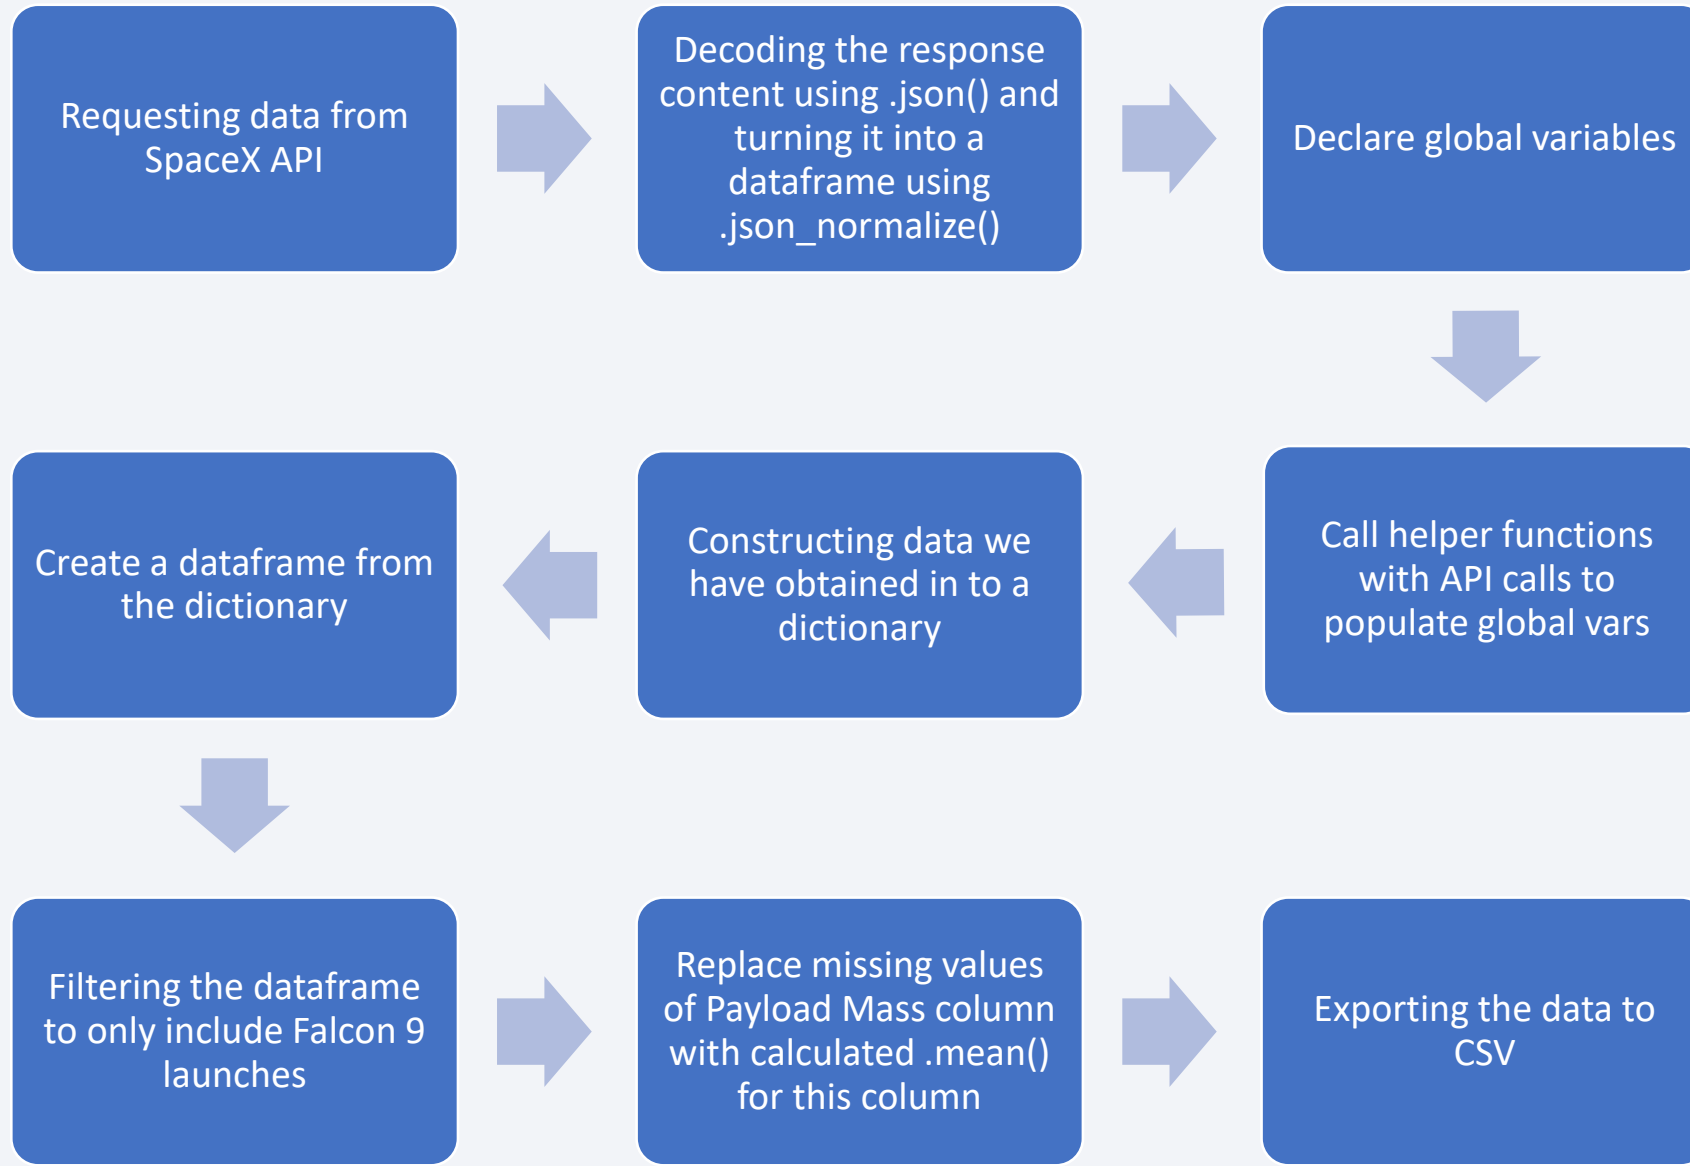 Requesting data from
SpaceX API
Decoding the response
content using .json() and
turning it into a
dataframe using
.json_normalize()
Declare global variables
Call helper functions
with API calls to
populate global vars
Constructing data we
have obtained in to a
dictionary
Create a dataframe from
the dictionary
Filtering the dataframe
to only include Falcon 9
launches
Replace missing values
of Payload Mass column
with calculated .mean()
for this column
Exporting the data to
CSV